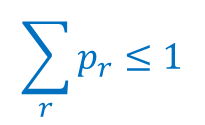 ∑_r p_r ≤ 1